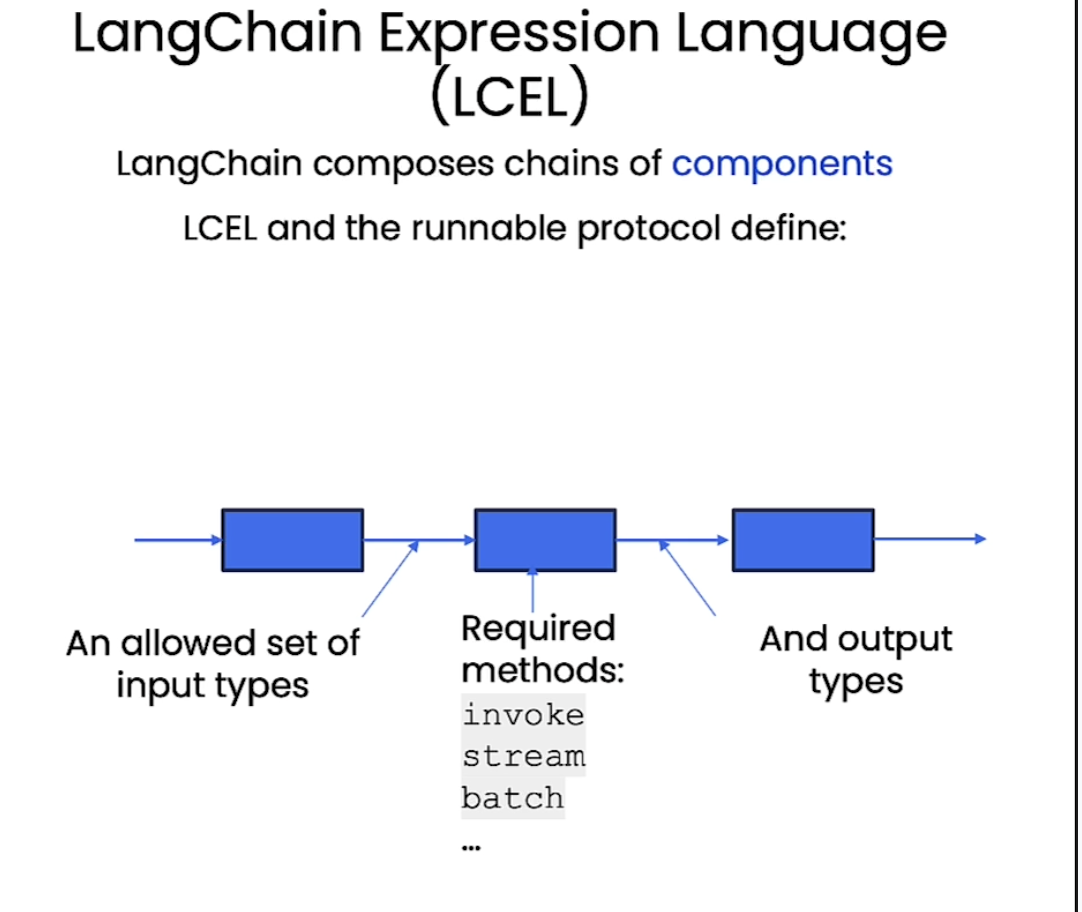 LangChain Expression Language
(LCEL)
LangChain composes chains of components
LCEL and the runnable protocol define:
An allowed set of
input types
Required
methods:
invoke
stream
batch
...
And output
types